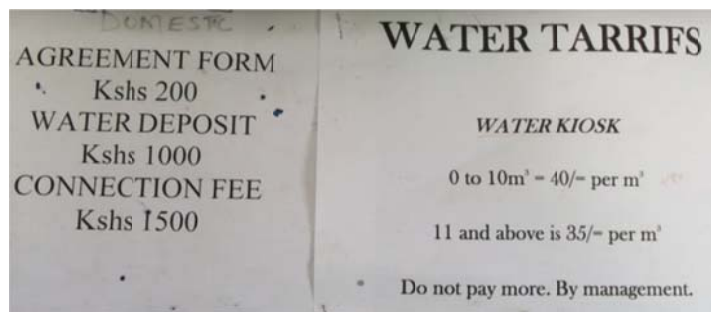 DOMESTIC
AGREEMENT FORM
Kshs 200
WATER DEPOSIT
Kshs 1000
CONNECTION FEE
Kshs 1500
WATER TARRIFS
WATER KIOSK
0 to 10m³ = 40/= per m³
11 and above is 35/= per m³
Do not pay more. By management.